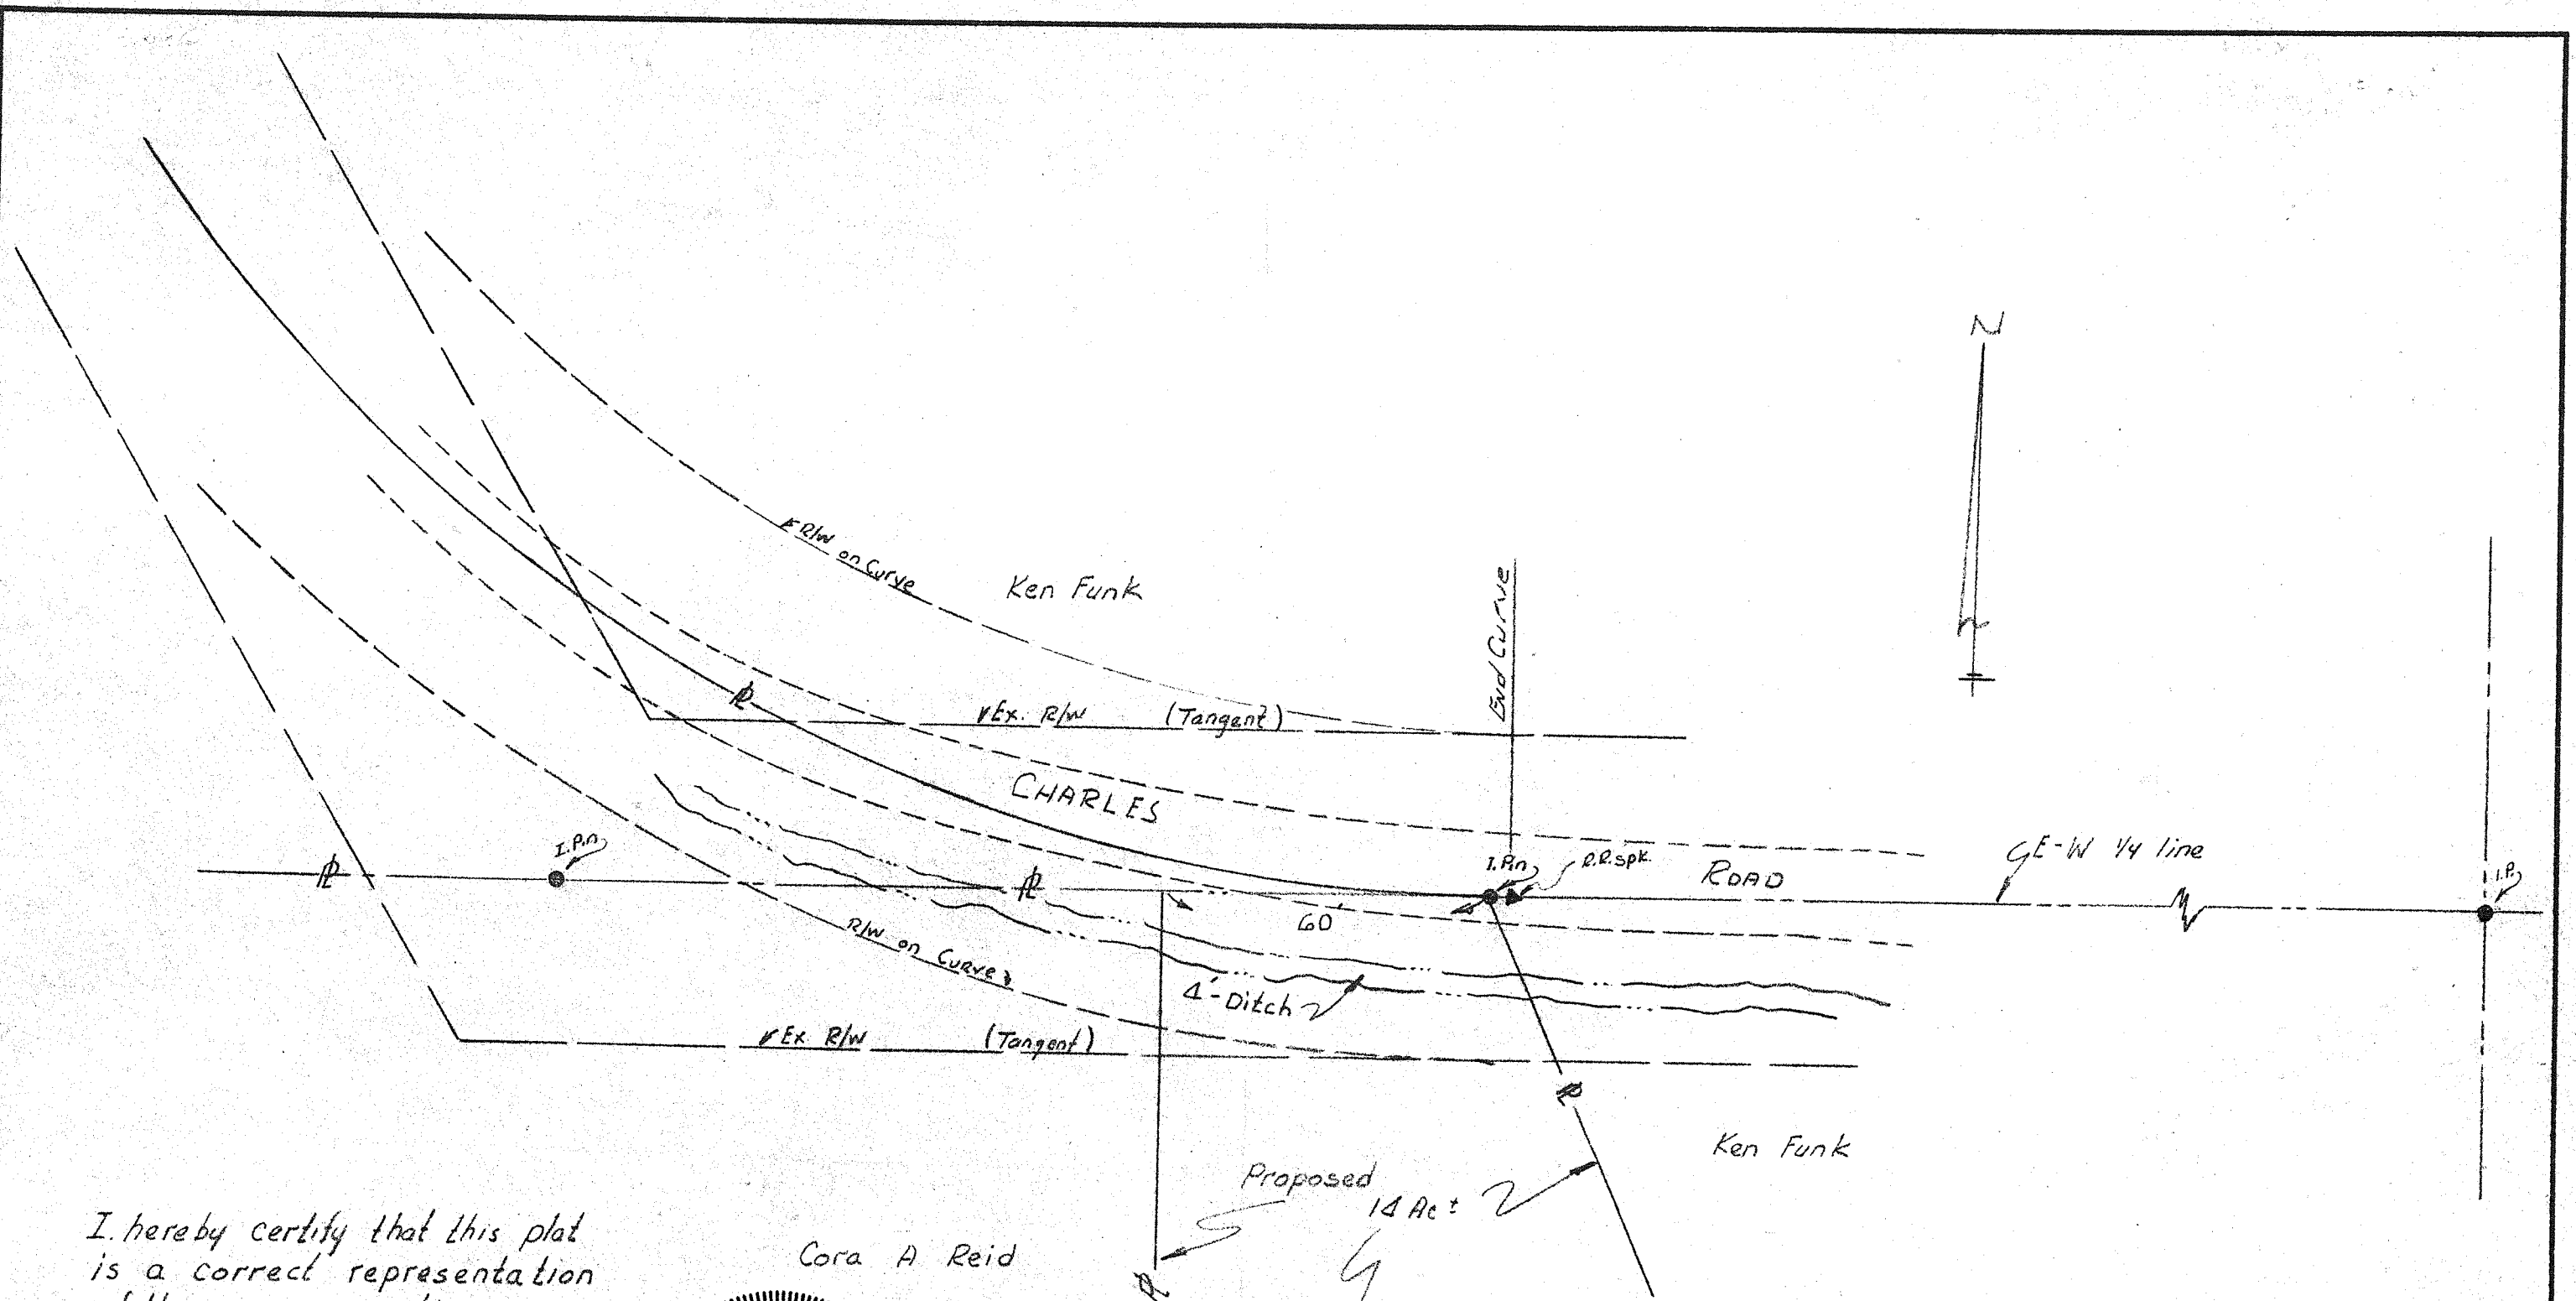 N
R/W on Curve
Ken Funk
End Curve
Ex. R/W (Tangent)
CHARLES
ROAD
I.P.n
I.P.n
R.R.spk.
E-W 1/4 line
I.P.
60'
R/W on Curve
4'-Ditch
Ex R/W (Tangent)
Ken Funk
Proposed
14 Ac ±
Cora A Reid
I hereby certify that this plat
is a correct representation